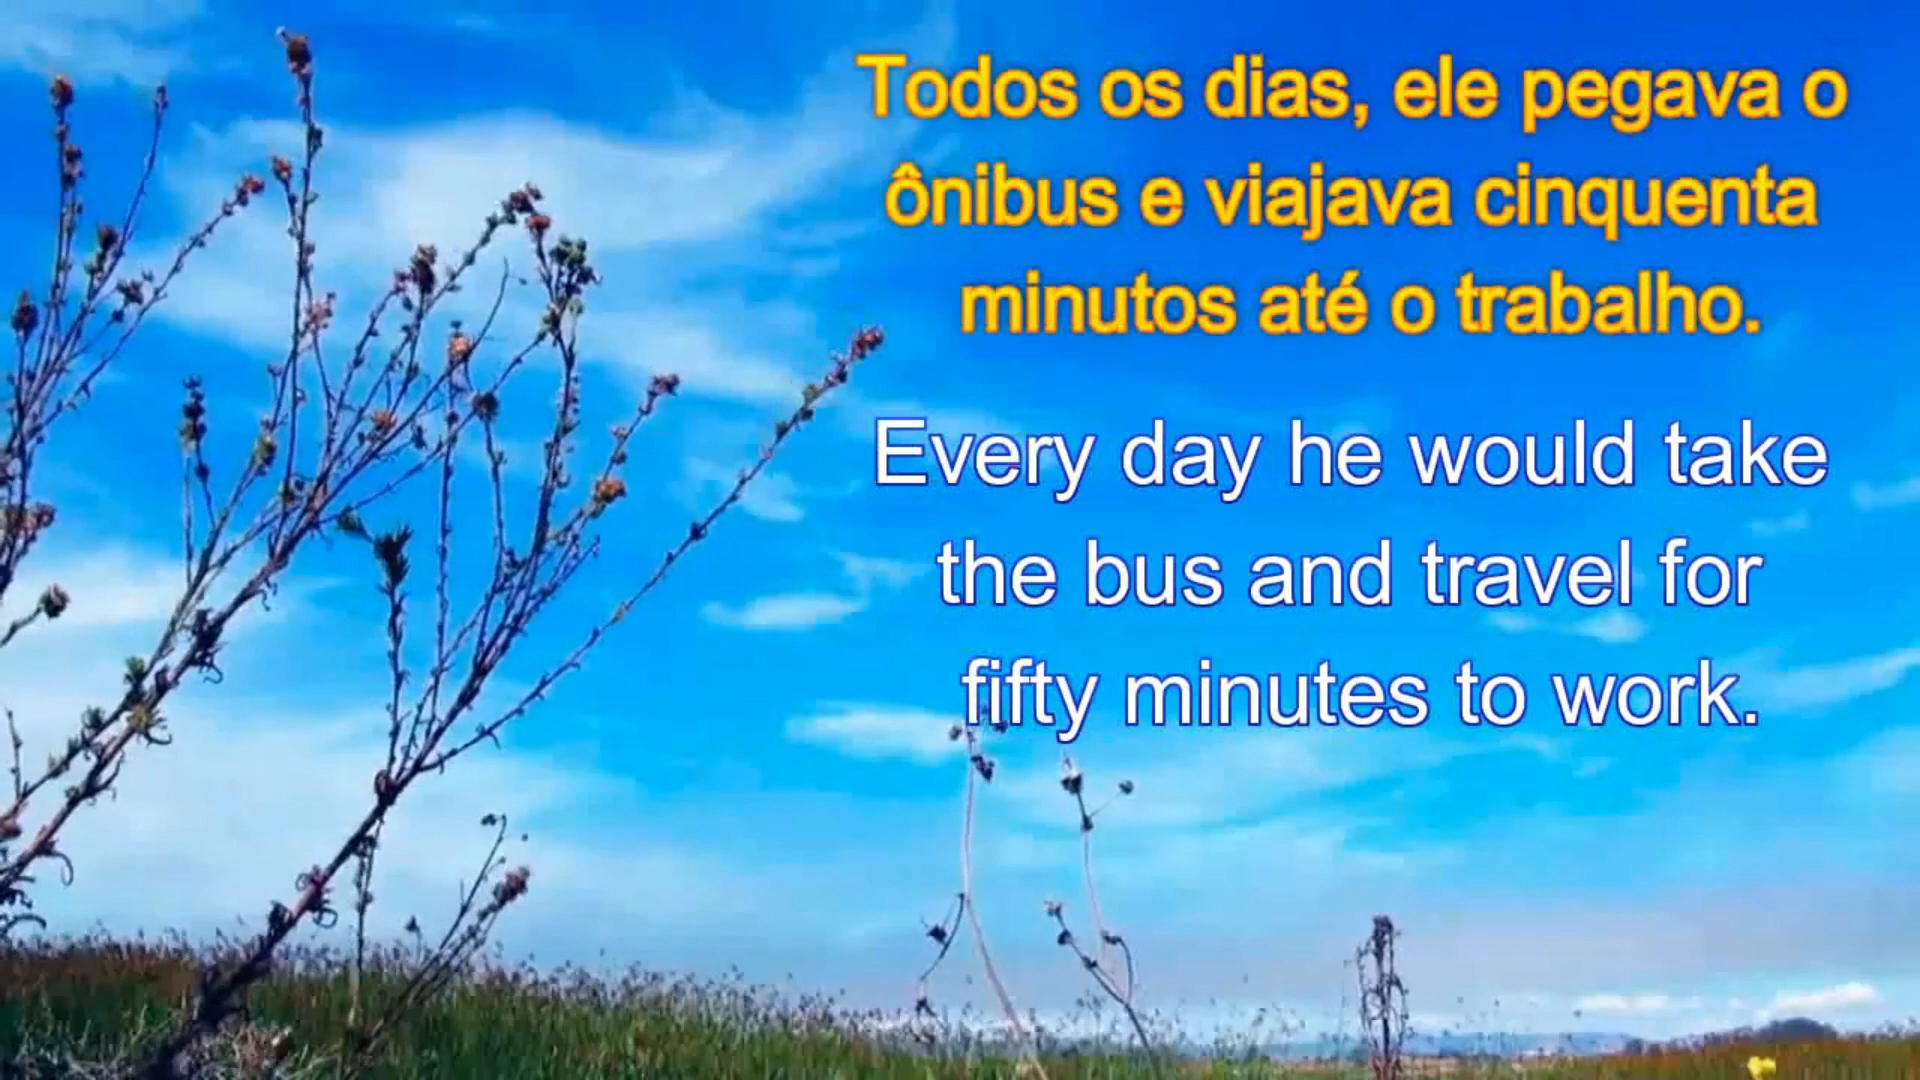 Todos os dias, ele pegava o
ônibus e viajava cinquenta
minutos até o trabalho.
Every day he would take
the bus and travel for
fifty minutes to work.